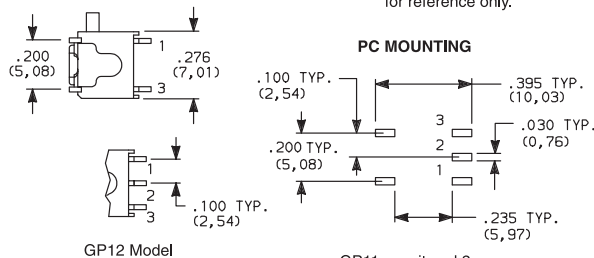 for reference only.
.200
(5,08)
1
3
.276
(7,01)
1
2
3
.100 TYP.
(2,54)
GP12 Model
PC MOUNTING
.100 TYP.
(2,54)
.395 TYP.
(10,03)
3
2
1
.030 TYP.
(0,76)
.200 TYP.
(5,08)
.235 TYP.
(5,97)